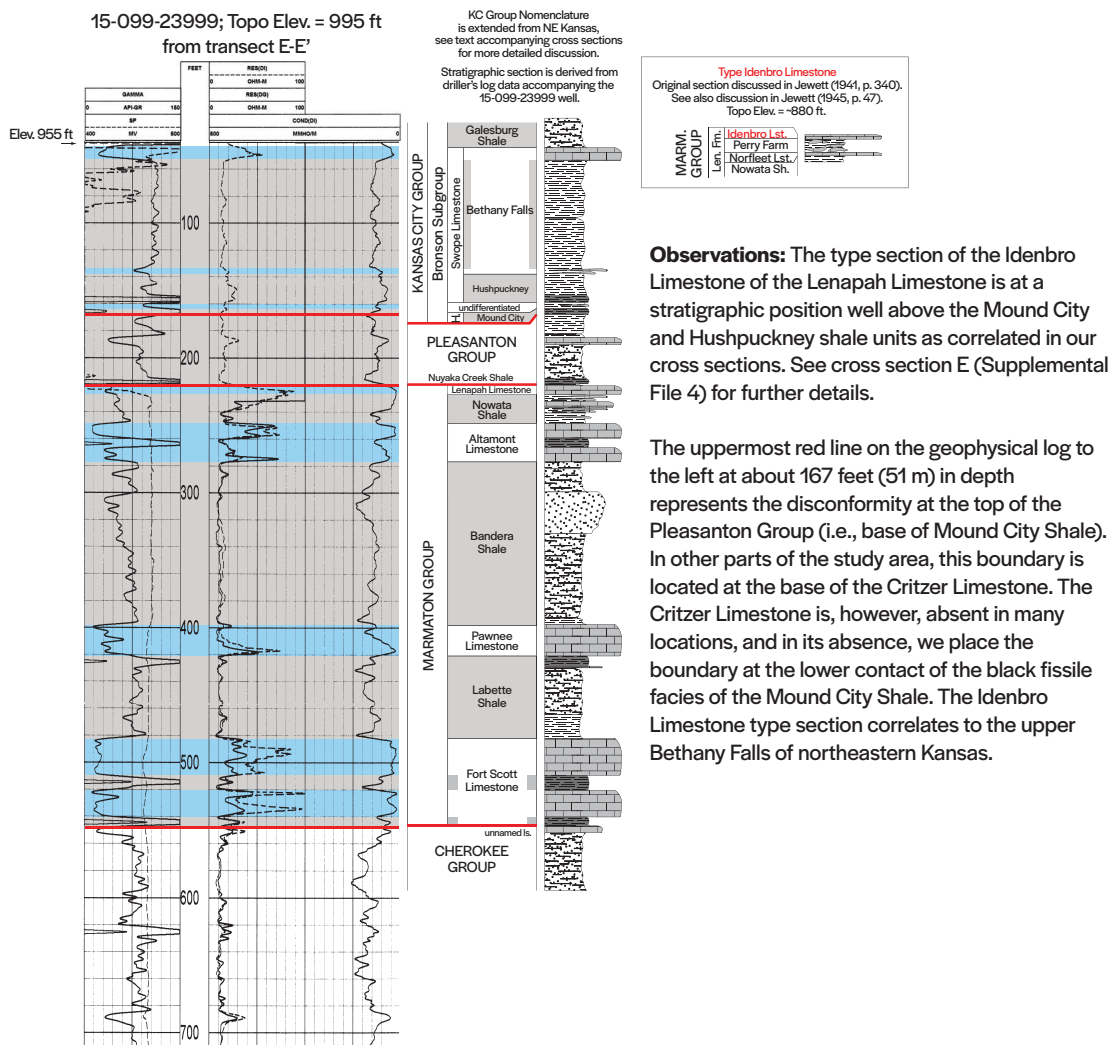 15-099-23999; Topo Elev. = 995 ft
from transect E-E’
KC Group Nomenclature
is extended from NE Kansas,
see text accompanying cross sections
for more detailed discussion.
Stratigraphic section is derived from
driller's log data accompanying the
15-099-23999 well.
Type Idenbro Limestone
Original section discussed in Jewett (1941, p. 340).
See also discussion in Jewett (1945, p. 47).
Topo Elev. = ~880 ft.
MARM.
GROUP
Len. Fm.
Idenbro Lst.
Perry Farm
Norfleet Lst.
Nowata Sh.
FEET
RES(DI)
0 OHM-M 100
RES(DG)
0 OHM-M 100
GAMMA
0 API-GR 150
SP
400 MV 500
COND(DI)
500 MMHO/M 0
Elev. 955 ft
100
200
300
400
500
600
700
KANSAS CITY GROUP
Bronson Subgroup
Swope Limestone
Galesburg
Shale
Bethany Falls
Hushpuckney
undifferentiated
H.
Mound City
PLEASANTON
GROUP
Nuyaka Creek Shale
MARMATON GROUP
Lenapah Limestone
Nowata
Shale
Altamont
Limestone
Bandera
Shale
Pawnee
Limestone
Labette
Shale
Fort Scott
Limestone
unnamed ls.
CHEROKEE
GROUP
Observations: The type section of the Idenbro
Limestone of the Lenapah Limestone is at a
stratigraphic position well above the Mound City
and Hushpuckney shale units as correlated in our
cross sections. See cross section E (Supplemental
File 4) for further details.
The uppermost red line on the geophysical log to
the left at about 167 feet (51 m) in depth
represents the disconformity at the top of the
Pleasanton Group (i.e., base of Mound City Shale).
In other parts of the study area, this boundary is
located at the base of the Critzer Limestone. The
Critzer Limestone is, however, absent in many
locations, and in its absence, we place the
boundary at the lower contact of the black fissile
facies of the Mound City Shale. The Idenbro
Limestone type section correlates to the upper
Bethany Falls of northeastern Kansas.